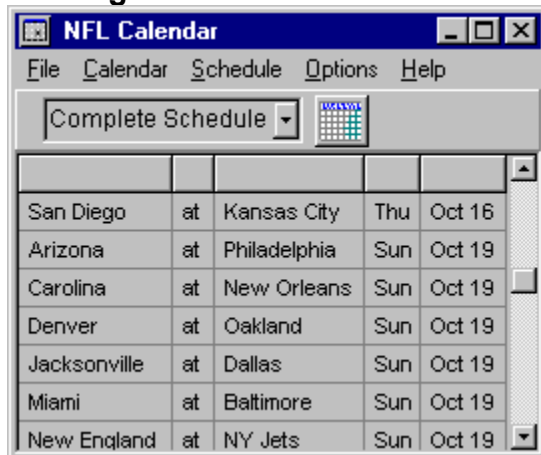 NFL Calendar
File Calendar Schedule Options Help
Complete Schedule
San Diego at Kansas City Thu Oct 16
Arizona at Philadelphia Sun Oct 19
Carolina at New Orleans Sun Oct 19
Denver at Oakland Sun Oct 19
Jacksonville at Dallas Sun Oct 19
Miami at Baltimore Sun Oct 19
New England at NY Jets Sun Oct 19